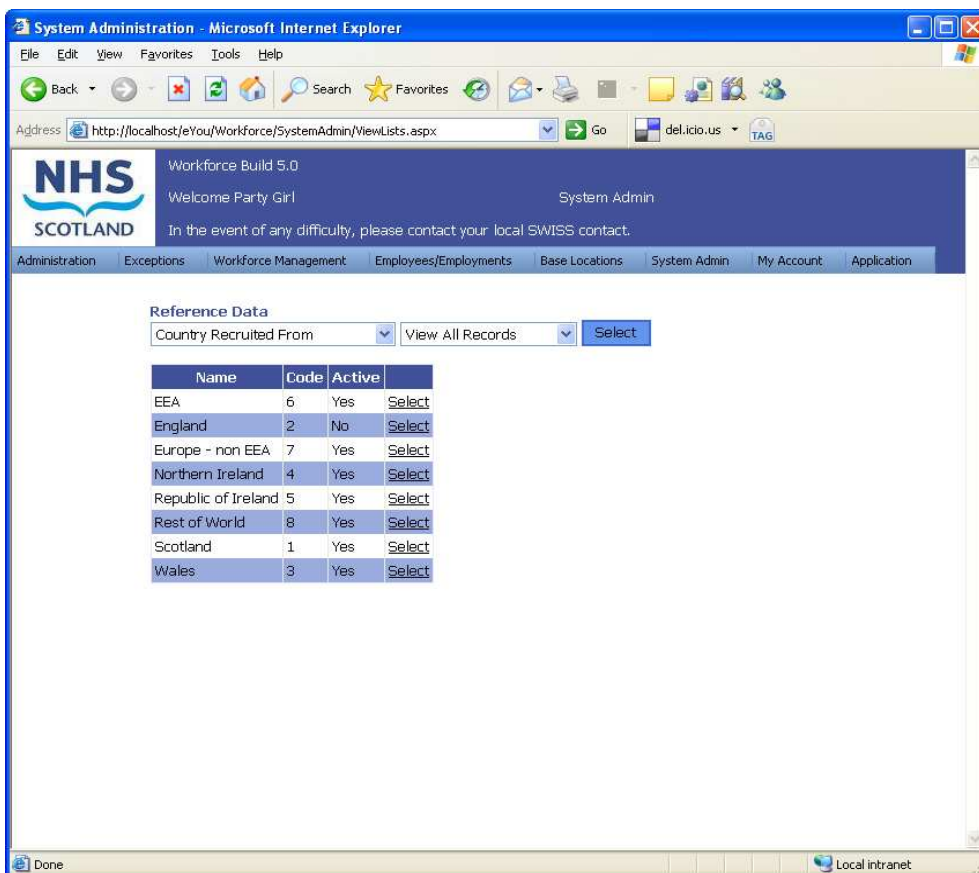 System Administration - Microsoft Internet Explorer
File Edit View Favorites Tools Help
Back Search Favorites
Address http://localhost/eYou/Workforce/SystemAdmin/ViewLists.aspx Go del.icio.us TAG
NHS
SCOTLAND
Workforce Build 5.0
Welcome Party Girl System Admin
In the event of any difficulty, please contact your local SWISS contact.
Administration Exceptions Workforce Management Employees/Employments Base Locations System Admin My Account Application
Reference Data
Country Recruited From View All Records Select
Name Code Active
EEA 6 Yes Select
England 2 No Select
Europe - non EEA 7 Yes Select
Northern Ireland 4 Yes Select
Republic of Ireland 5 Yes Select
Rest of World 8 Yes Select
Scotland 1 Yes Select
Wales 3 Yes Select
Done Local intranet